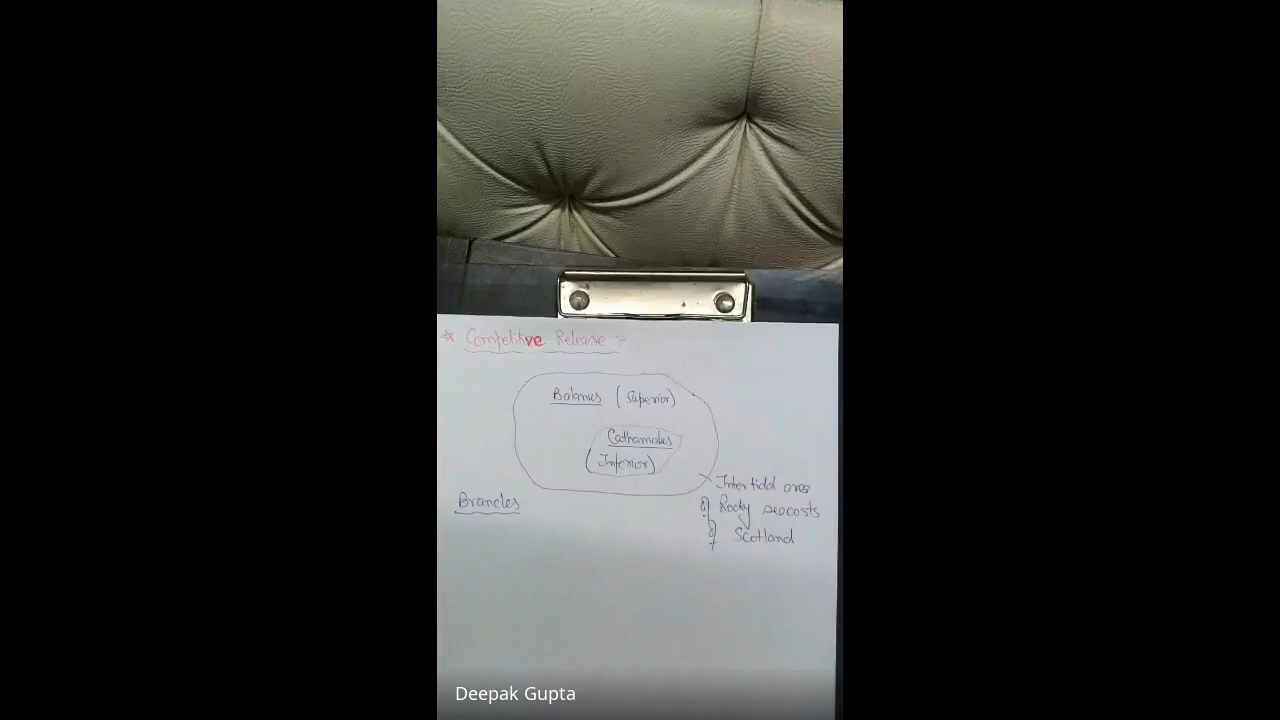 * Competitive Release :-
Balanus (Superior)
Cathamalus
(Inferior)
Intertidal area
of Rocky seacosts
of Scotland
Brancles
Deepak Gupta